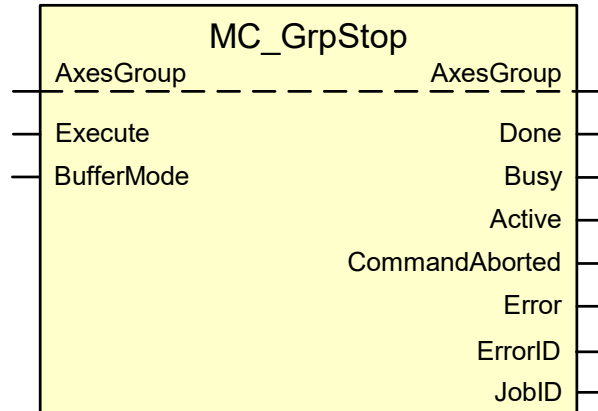 MC_GrpStop
AxesGroup AxesGroup
Execute Done
BufferMode Busy
Active
CommandAborted
Error
ErrorID
JobID